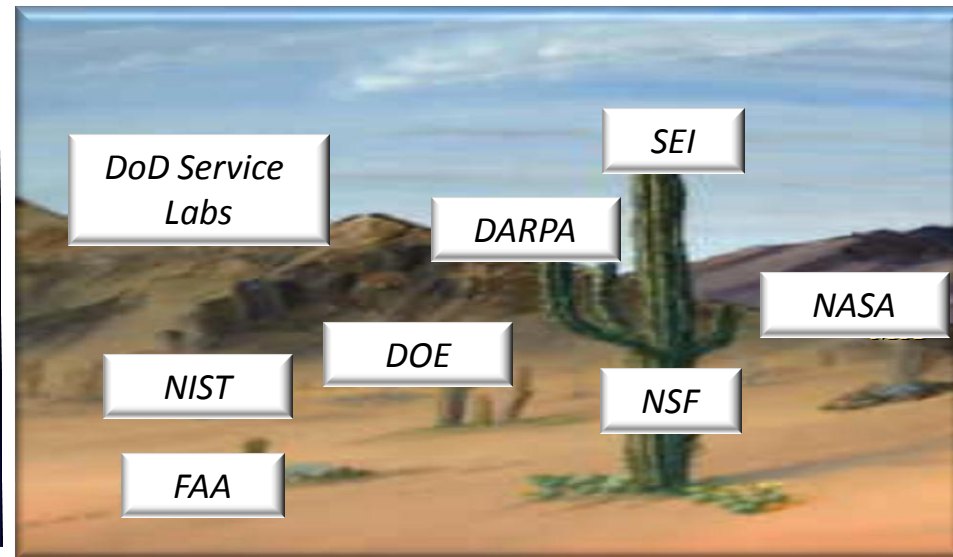 SEI
DoD Service
Labs
DARPA
NASA
DOE
NIST
NSF
FAA